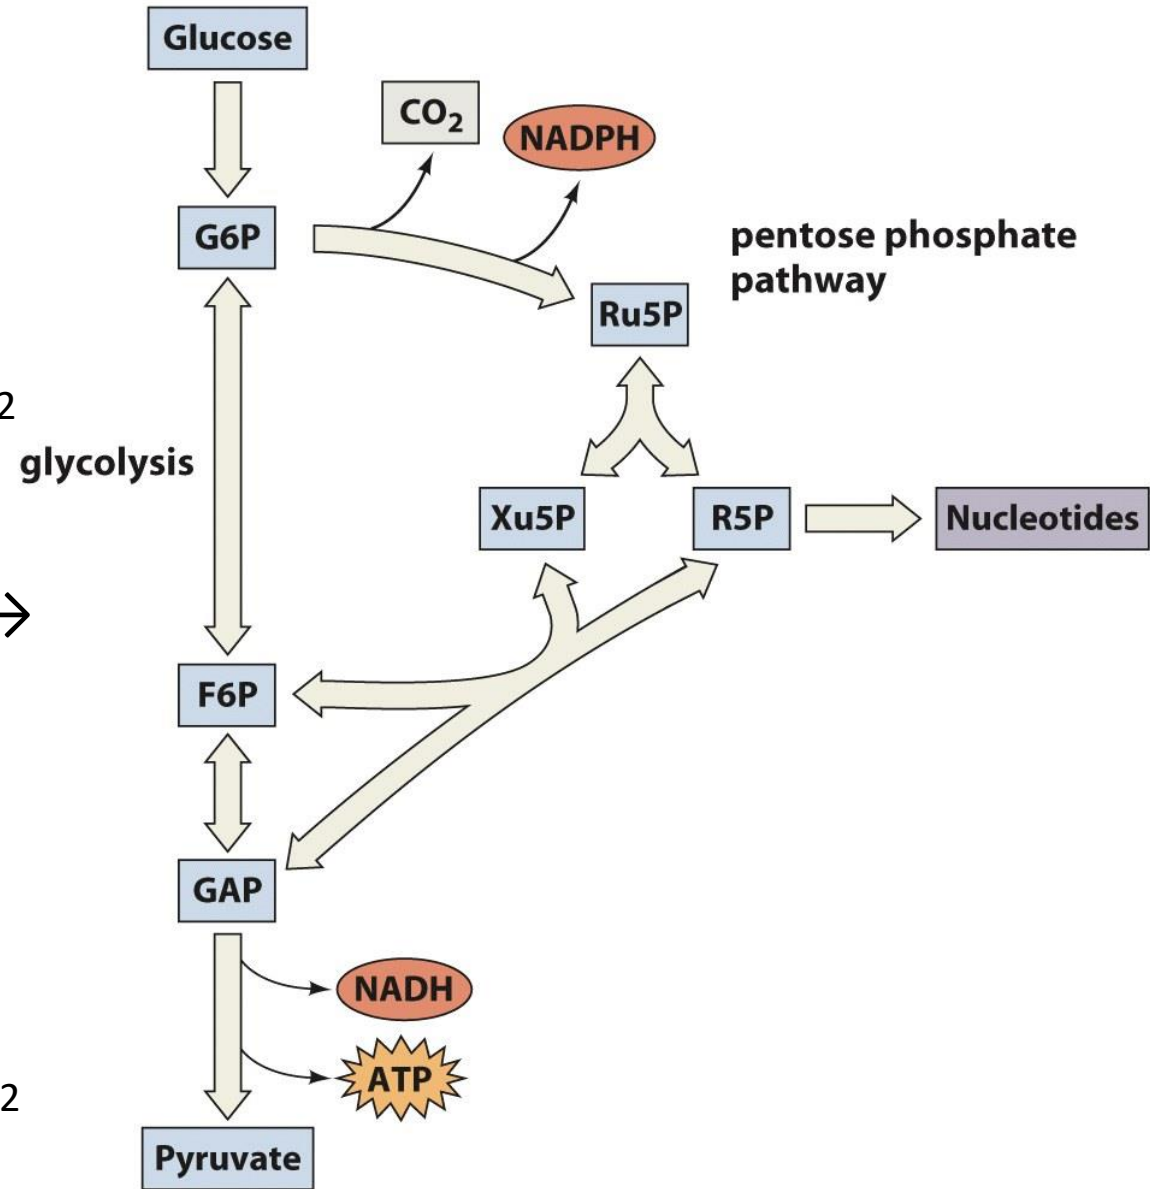 Glucose
CO₂
NADPH
G6P
pentose phosphate
pathway
Ru5P
2
glycolysis
Xu5P
R5P
Nucleotides
→
F6P
GAP
NADH
ATP
2
Pyruvate